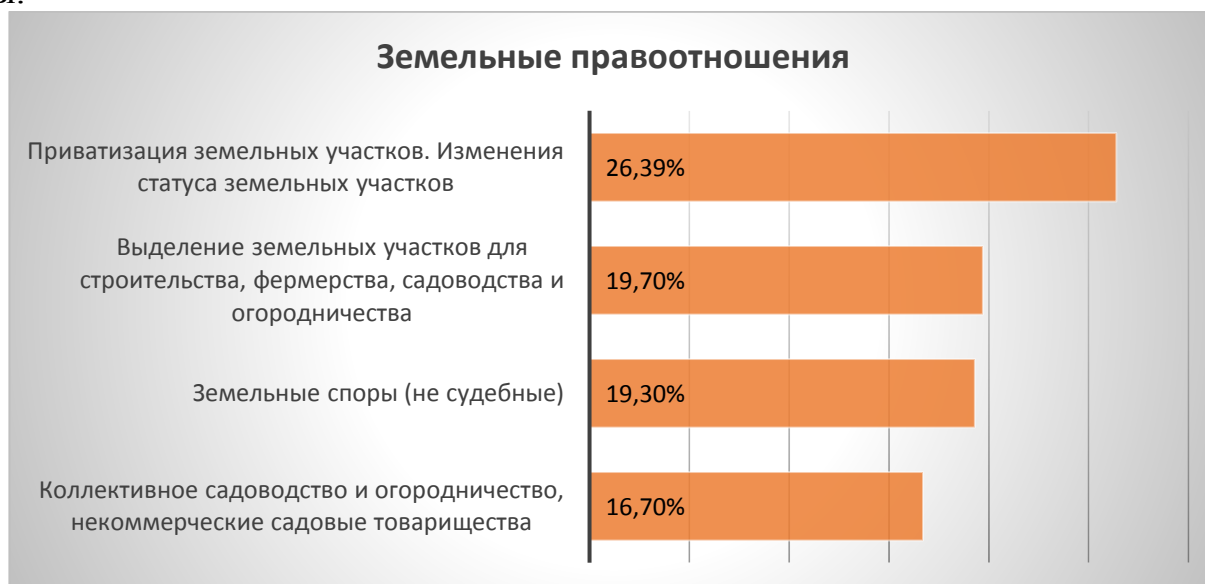 Земельные правоотношения
Приватизация земельных участков. Изменения
статуса земельных участков
26,39%
Выделение земельных участков для
строительства, фермерства, садоводства и
огородничества
19,70%
Земельные споры (не судебные)
19,30%
Коллективное садоводство и огородничество,
некоммерческие садовые товарищества
16,70%